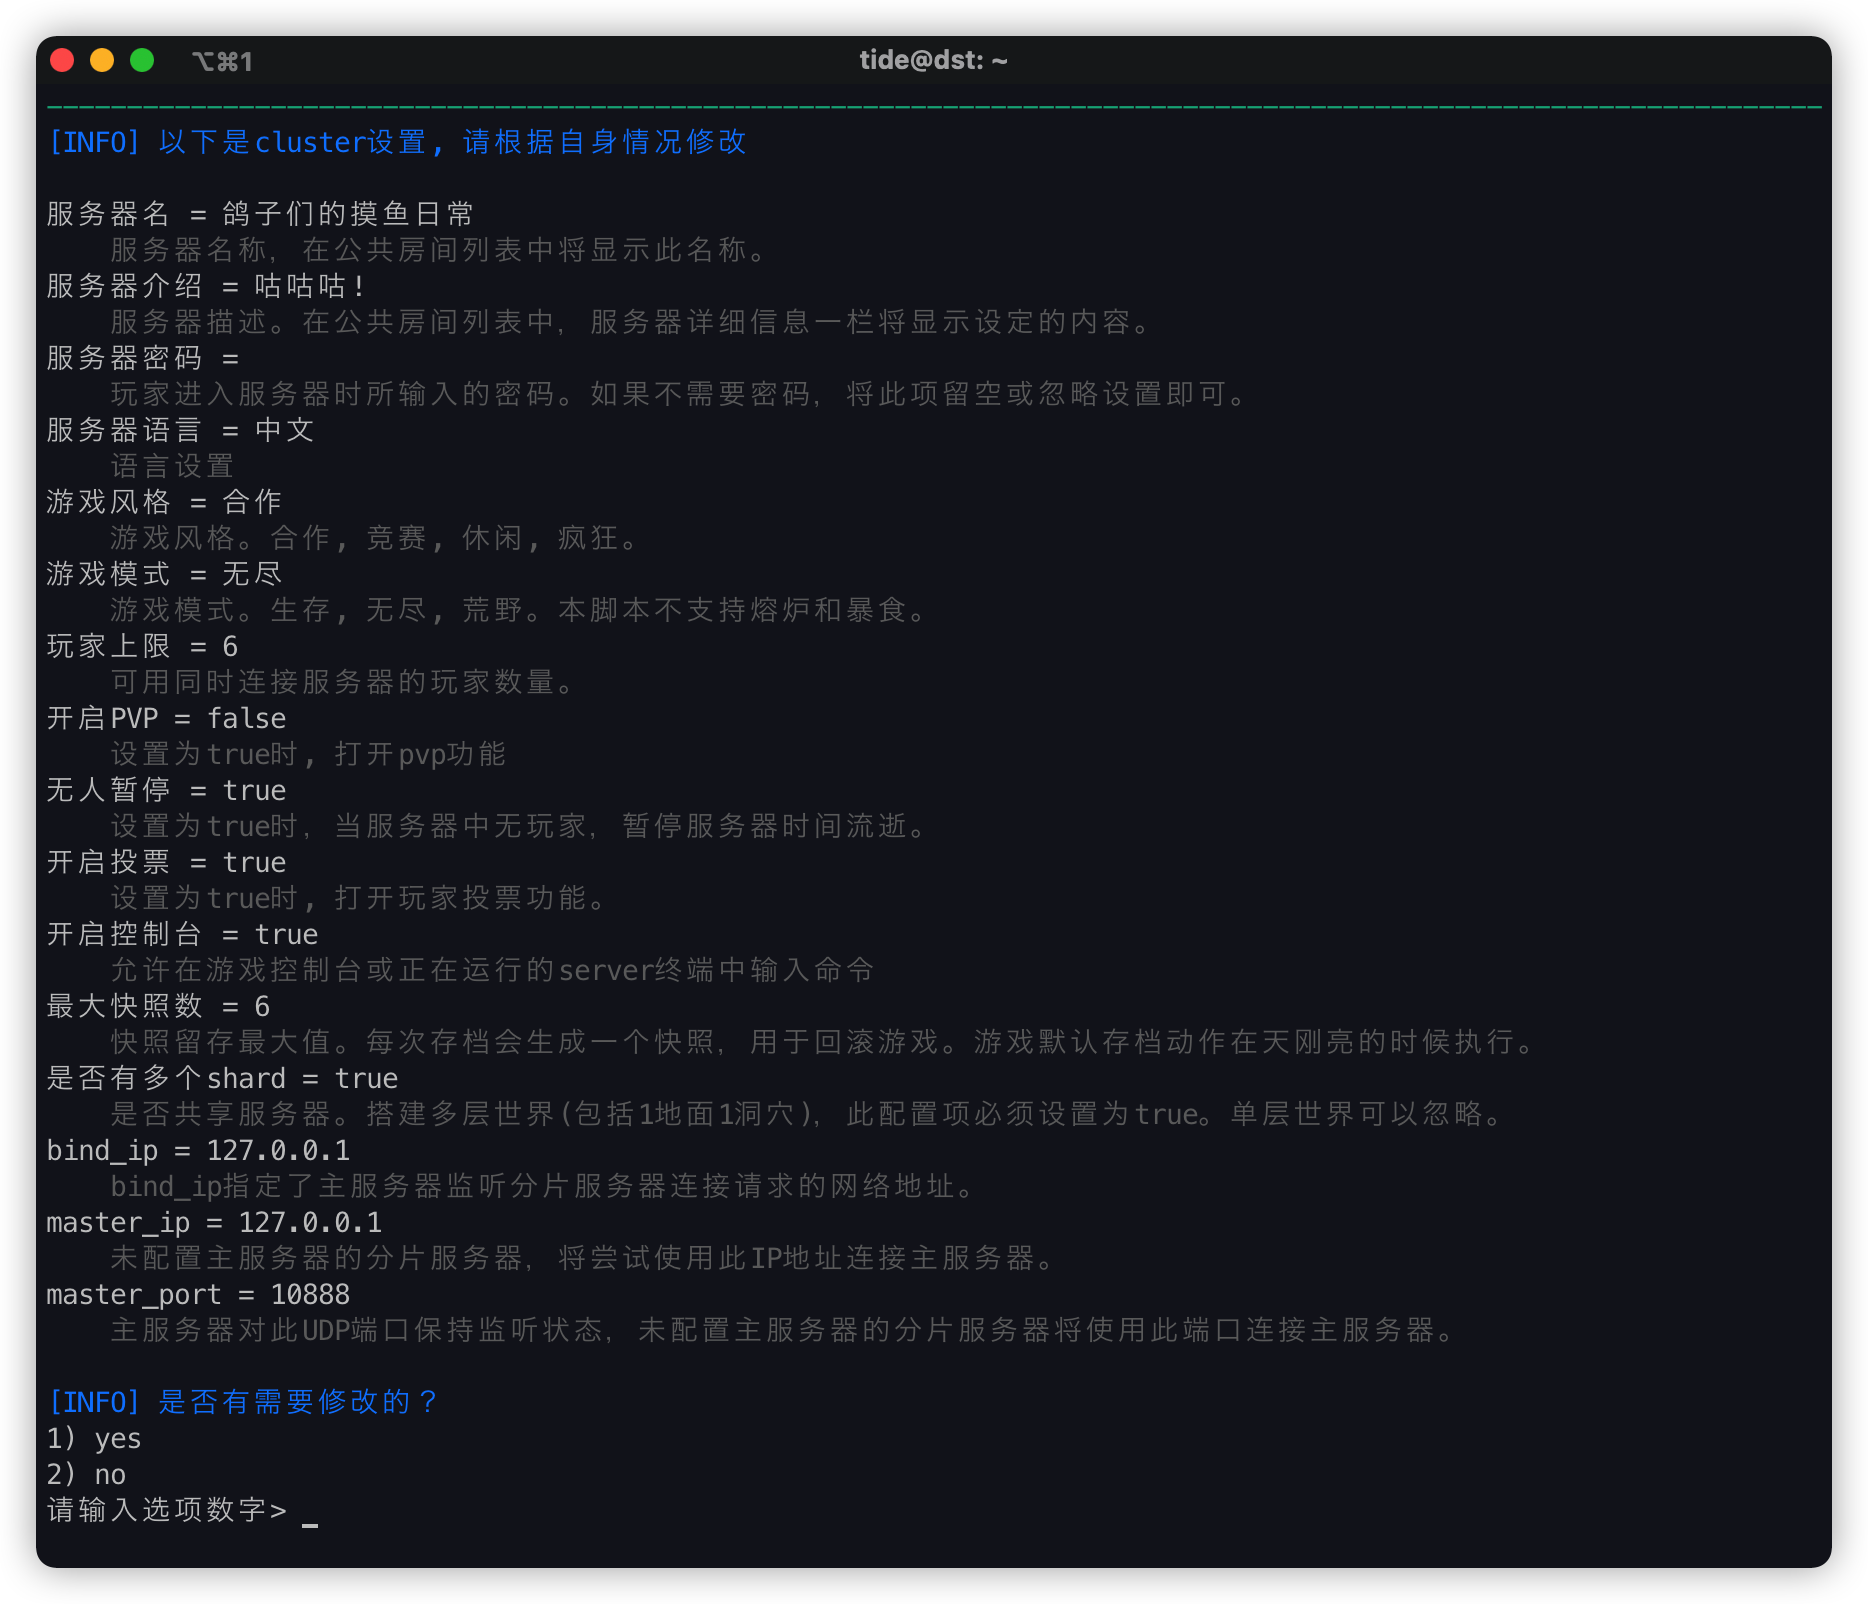 ⌥⌘1
tide@dst: ~
[INFO] 以下是cluster设置, 请根据自身情况修改
服务器名 = 鸽子们的摸鱼日常
服务器名称，在公共房间列表中将显示此名称。
服务器介绍 = 咕咕咕!
服务器描述。在公共房间列表中，服务器详细信息一栏将显示设定的内容。
服务器密码 =
玩家进入服务器时所输入的密码。如果不需要密码，将此项留空或忽略设置即可。
服务器语言 = 中文
语言设置
游戏风格 = 合作
游戏风格。合作, 竞赛, 休闲, 疯狂。
游戏模式 = 无尽
游戏模式。生存, 无尽, 荒野。本脚本不支持熔炉和暴食。
玩家上限 = 6
可用同时连接服务器的玩家数量。
开启PVP = false
设置为true时, 打开pvp功能
无人暂停 = true
设置为true时，当服务器中无玩家，暂停服务器时间流逝。
开启投票 = true
设置为true时, 打开玩家投票功能。
开启控制台 = true
允许在游戏控制台或正在运行的server终端中输入命令
最大快照数 = 6
快照留存最大值。每次存档会生成一个快照，用于回滚游戏。游戏默认存档动作在天刚亮的时候执行。
是否有多个shard = true
是否共享服务器。搭建多层世界(包括1地面1洞穴)，此配置项必须设置为true。单层世界可以忽略。
bind_ip = 127.0.0.1
bind_ip指定了主服务器监听分片服务器连接请求的网络地址。
master_ip = 127.0.0.1
未配置主服务器的分片服务器，将尝试使用此IP地址连接主服务器。
master_port = 10888
主服务器对此UDP端口保持监听状态，未配置主服务器的分片服务器将使用此端口连接主服务器。
[INFO] 是否有需要修改的？
1) yes
2) no
请输入选项数字> _